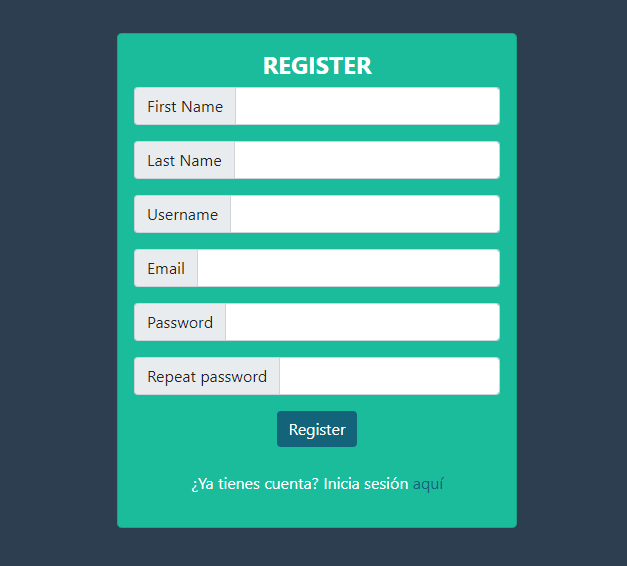 REGISTER
First Name
Last Name
Username
Email
Password
Repeat password
Register
¿Ya tienes cuenta? Inicia sesión aquí